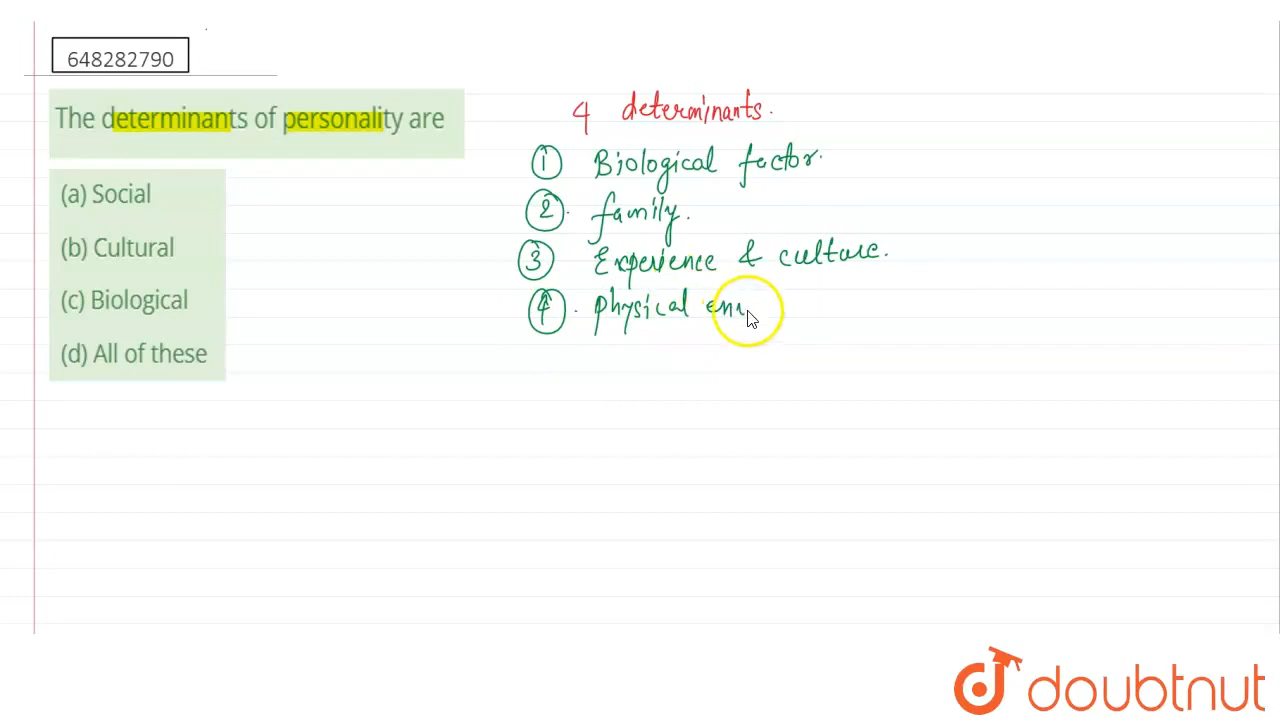 648282790
The determinants of personality are
(a) Social
(b) Cultural
(c) Biological
(d) All of these
4 determinants.
① Biological factor.
②. family.
③ Experience & culture.
④. physical env
doubtnut